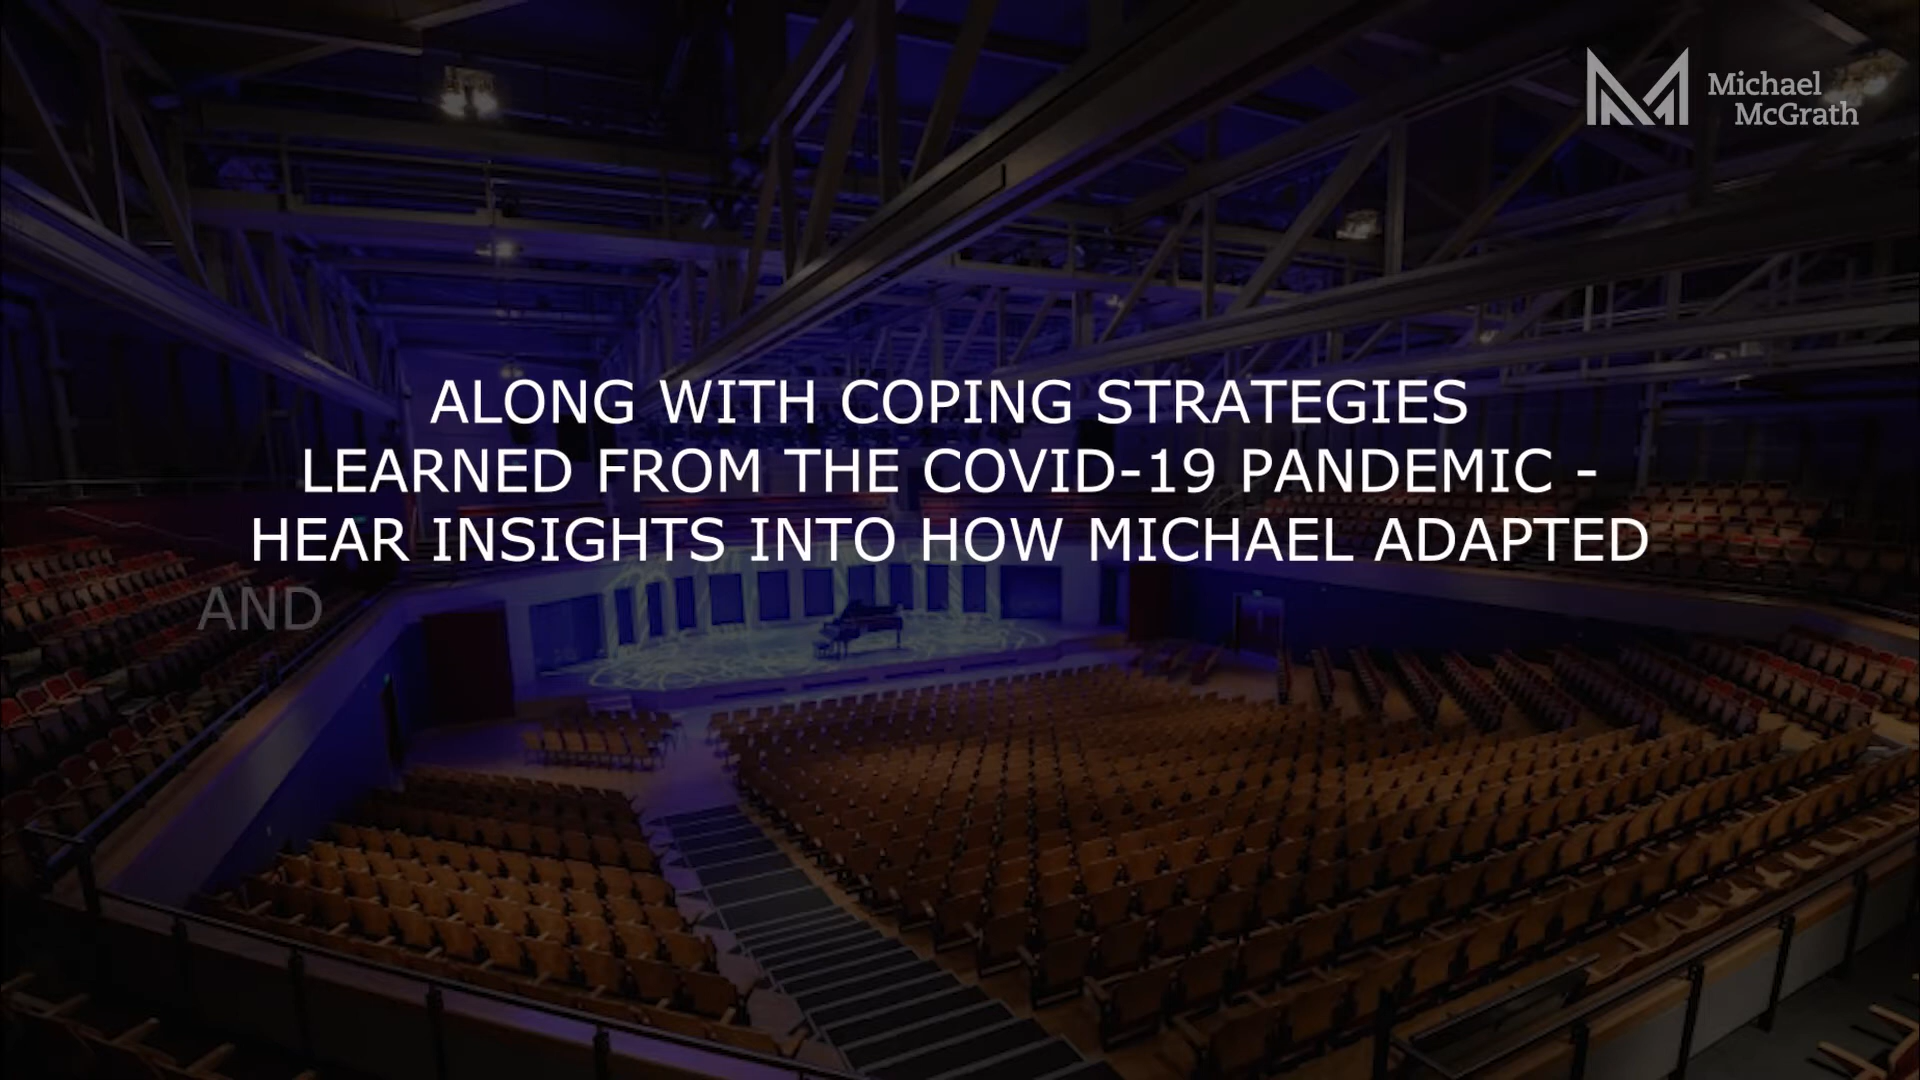 Michael
McGrath
ALONG WITH COPING STRATEGIES
LEARNED FROM THE COVID-19 PANDEMIC -
HEAR INSIGHTS INTO HOW MICHAEL ADAPTED
AND